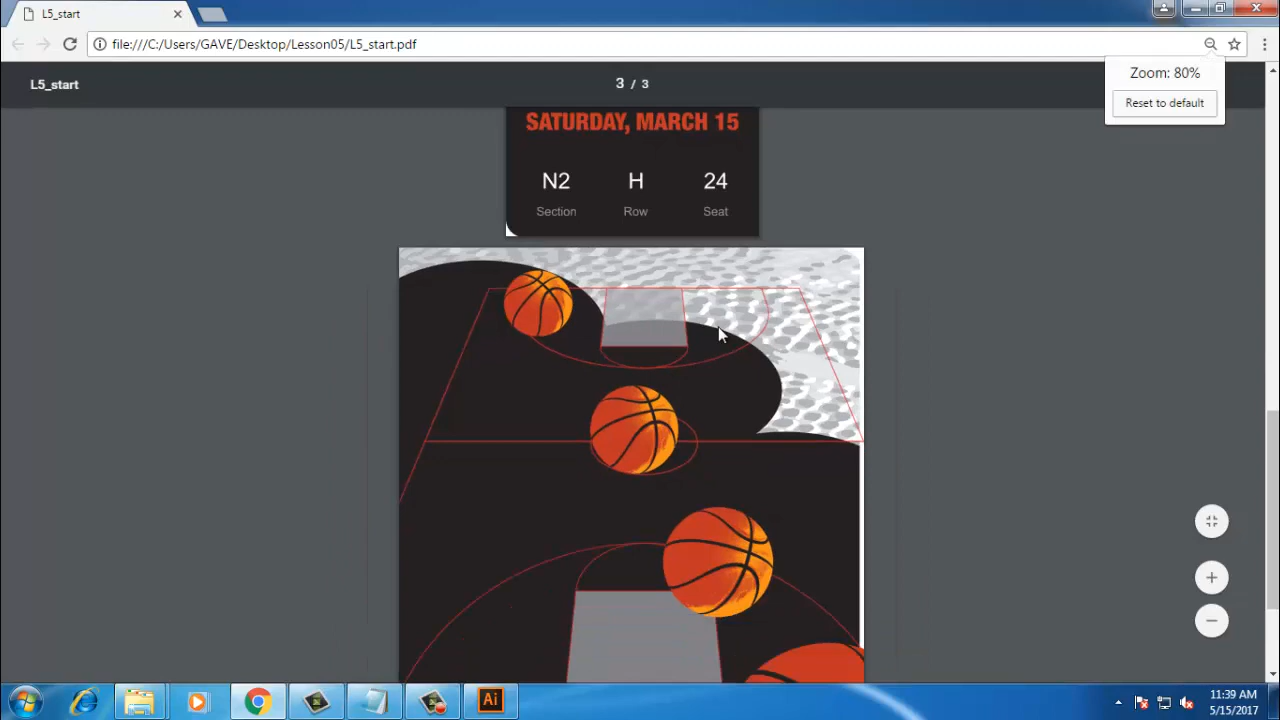 L5_start
file:///C:/Users/GAVE/Desktop/Lesson05/L5_start.pdf
Zoom: 80%
Reset to default
L5_start
3 / 3
SATURDAY, MARCH 15
N2 H 24
Section Row Seat
Ai
11:39 AM
5/15/2017